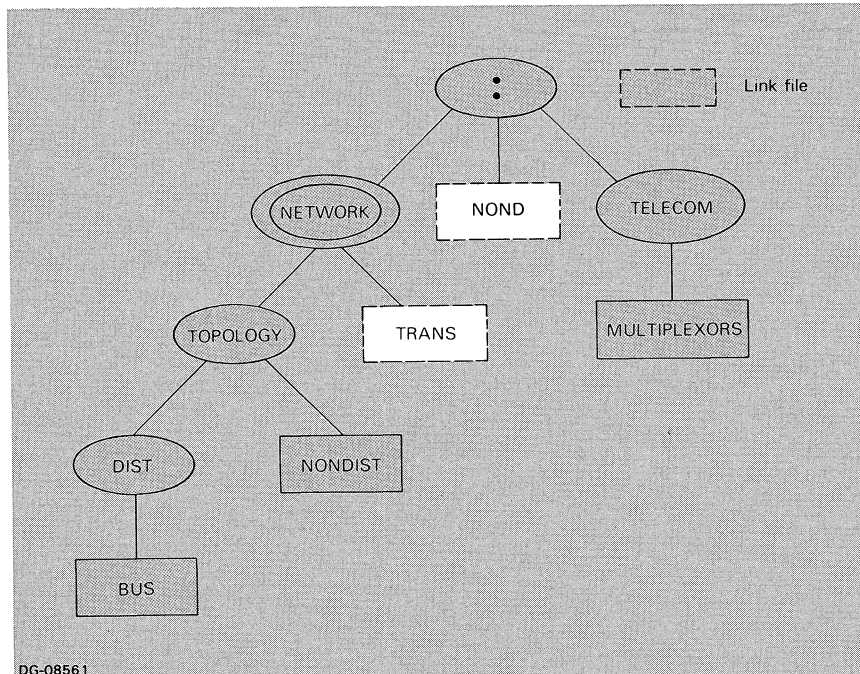 :
Link file
NETWORK
NOND
TELECOM
TOPOLOGY
TRANS
MULTIPLEXORS
DIST
NONDIST
BUS
DG-08561